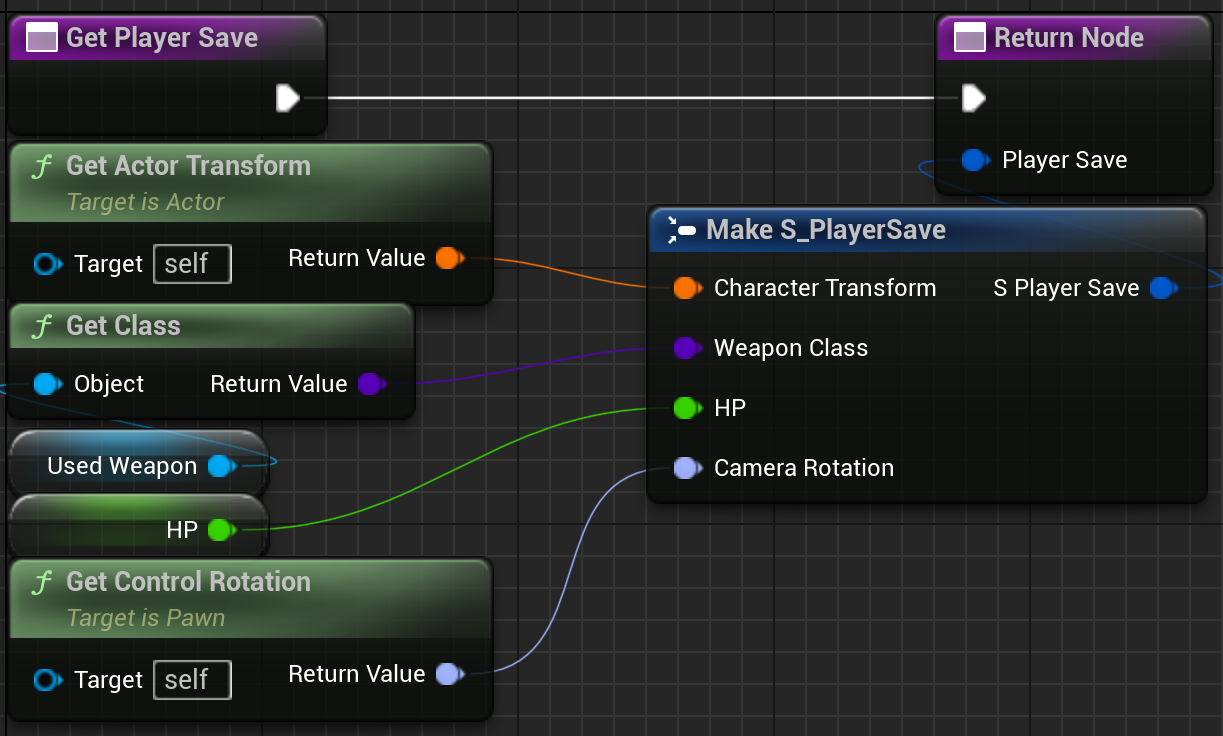 Get Player Save
Return Node
Player Save
f Get Actor Transform
Target is Actor
Target self
Return Value
Make S_PlayerSave
Character Transform
S Player Save
Weapon Class
HP
Camera Rotation
f Get Class
Object
Return Value
Used Weapon
HP
f Get Control Rotation
Target is Pawn
Target self
Return Value